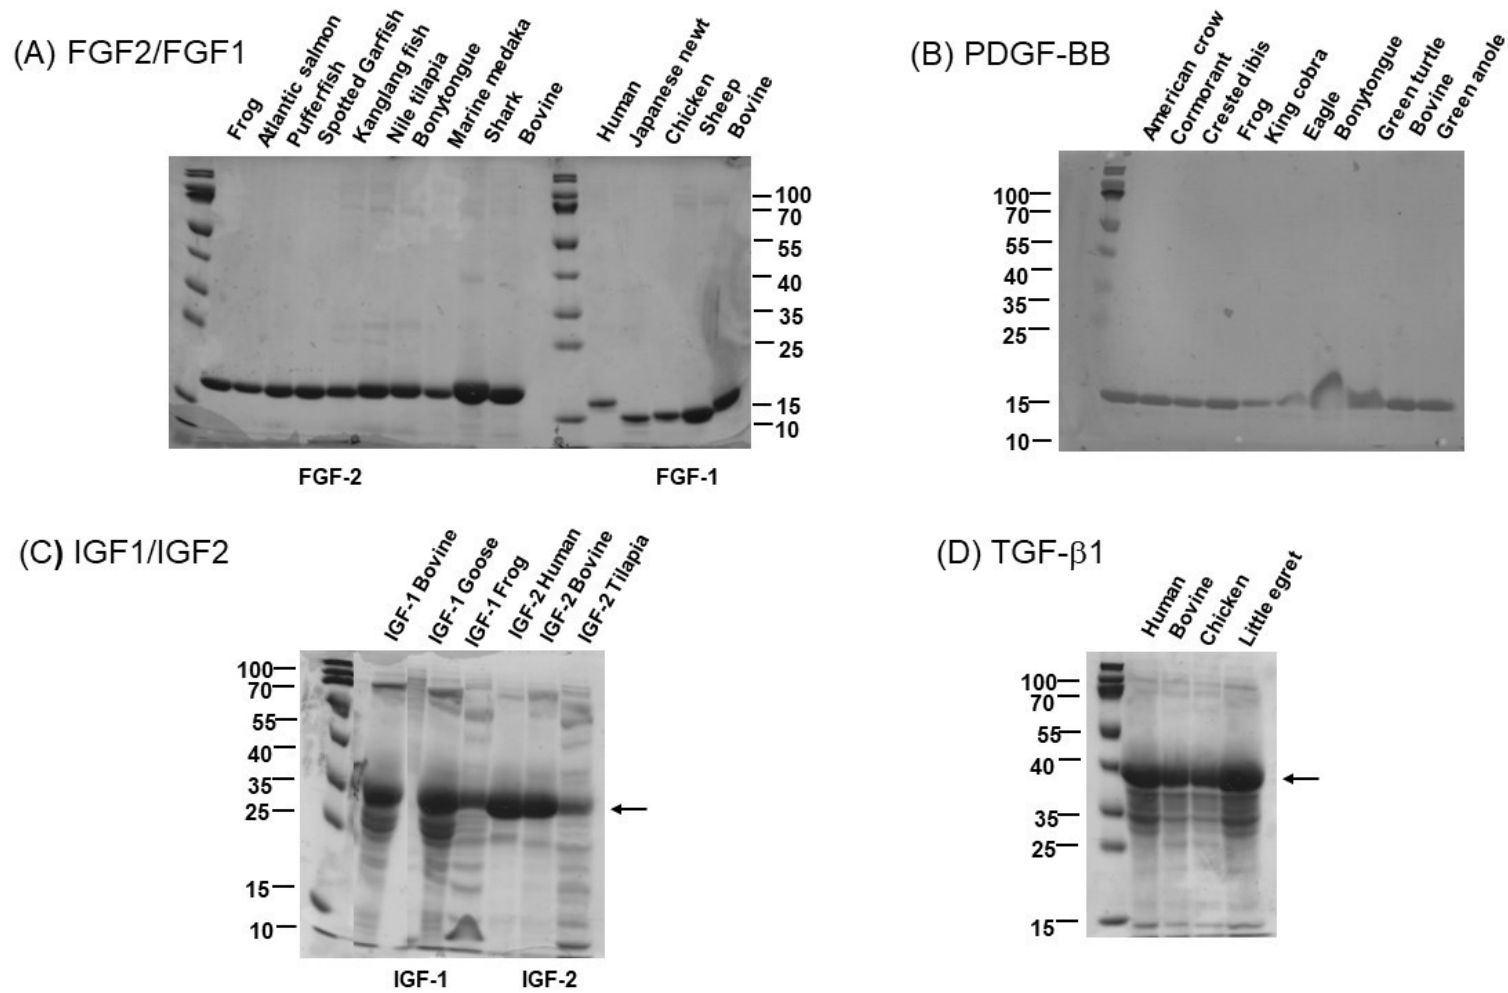 (A) FGF2/FGF1
Frog
Atlantic salmon
Pufferfish
Spotted Garfish
Kanglang fish
Nile tilapia
Bonytongue
Marine medaka
Shark
Bovine
Human
Japanese newt
Chicken
Sheep
Bovine
100
70
55
40
35
25
15
10
FGF-2
FGF-1
(B) PDGF-BB
American crow
Cormorant
Crested ibis
Frog
King cobra
Eagle
Bonytongue
Green turtle
Bovine
Green anole
100
70
55
40
35
25
15
10
(C) IGF1/IGF2
IGF-1 Bovine
IGF-1 Goose
IGF-1 Frog
IGF-2 Human
IGF-2 Bovine
IGF-2 Tilapia
100
70
55
40
35
25
15
10
IGF-1
IGF-2
(D) TGF-β1
Human
Bovine
Chicken
Little egret
100
70
55
40
35
25
15